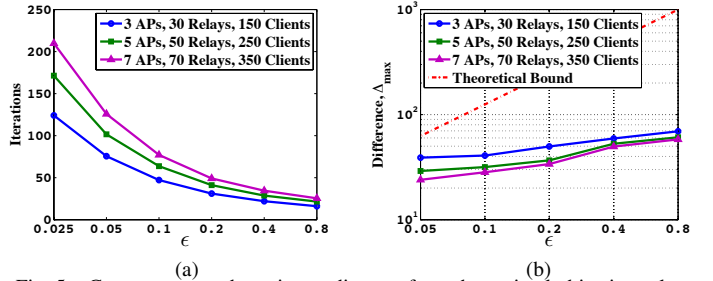 250
200
150
100
50
0
Iterations
3 APs, 30 Relays, 150 Clients
5 APs, 50 Relays, 250 Clients
7 APs, 70 Relays, 350 Clients
0.025 0.05 0.1 0.2 0.4 0.8
ϵ
(a)
10³
10²
10¹
Difference, Δmax
3 APs, 30 Relays, 150 Clients
5 APs, 50 Relays, 250 Clients
7 APs, 70 Relays, 350 Clients
Theoretical Bound
0.05 0.1 0.2 0.4 0.8
ϵ
(b)